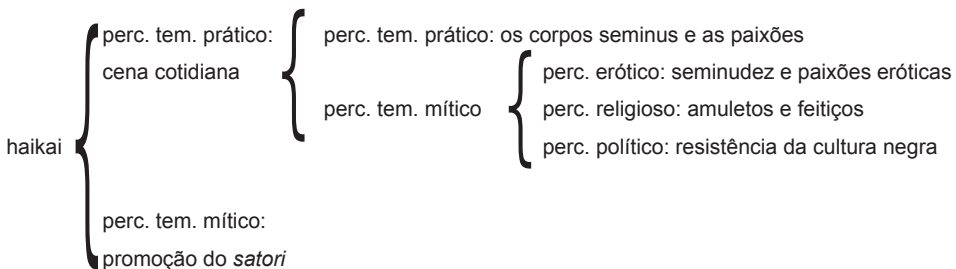 perc. tem. prático: perc. tem. prático: os corpos seminus e as paixões
cena cotidiana perc. erótico: seminudez e paixões eróticas
perc. tem. mítico perc. religioso: amuletos e feitiços
haikai perc. político: resistência da cultura negra
perc. tem. mítico:
promoção do satori